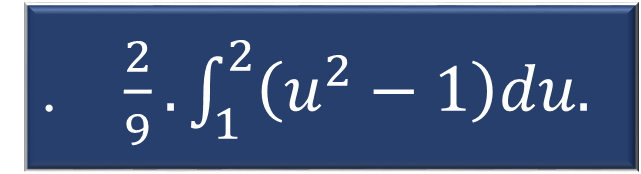 . 2/9 . ∫₁² (u² − 1)du.